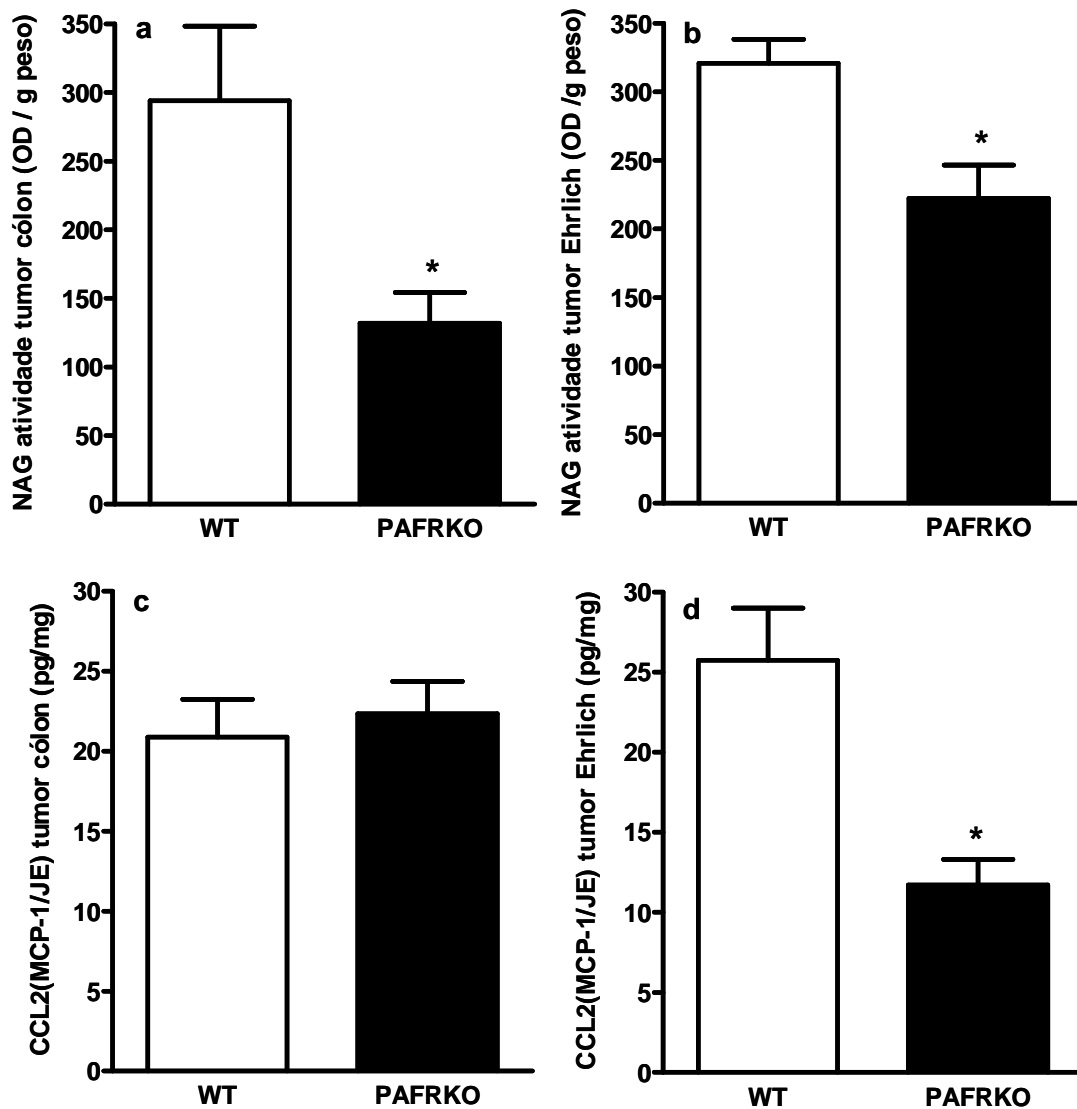 a
NAG atividade tumor cólon (OD / g peso)
350
300
250
200
150
100
50
0
*
WT PAFRKO
b
NAG atividade tumor Ehrlich (OD /g peso)
350
300
250
200
150
100
50
0
*
WT PAFRKO
c
CCL2(MCP-1/JE) tumor cólon (pg/mg)
30
25
20
15
10
5
0
WT PAFRKO
d
CCL2(MCP-1/JE) tumor Ehrlich (pg/mg)
30
25
20
15
10
5
0
*
WT PAFRKO